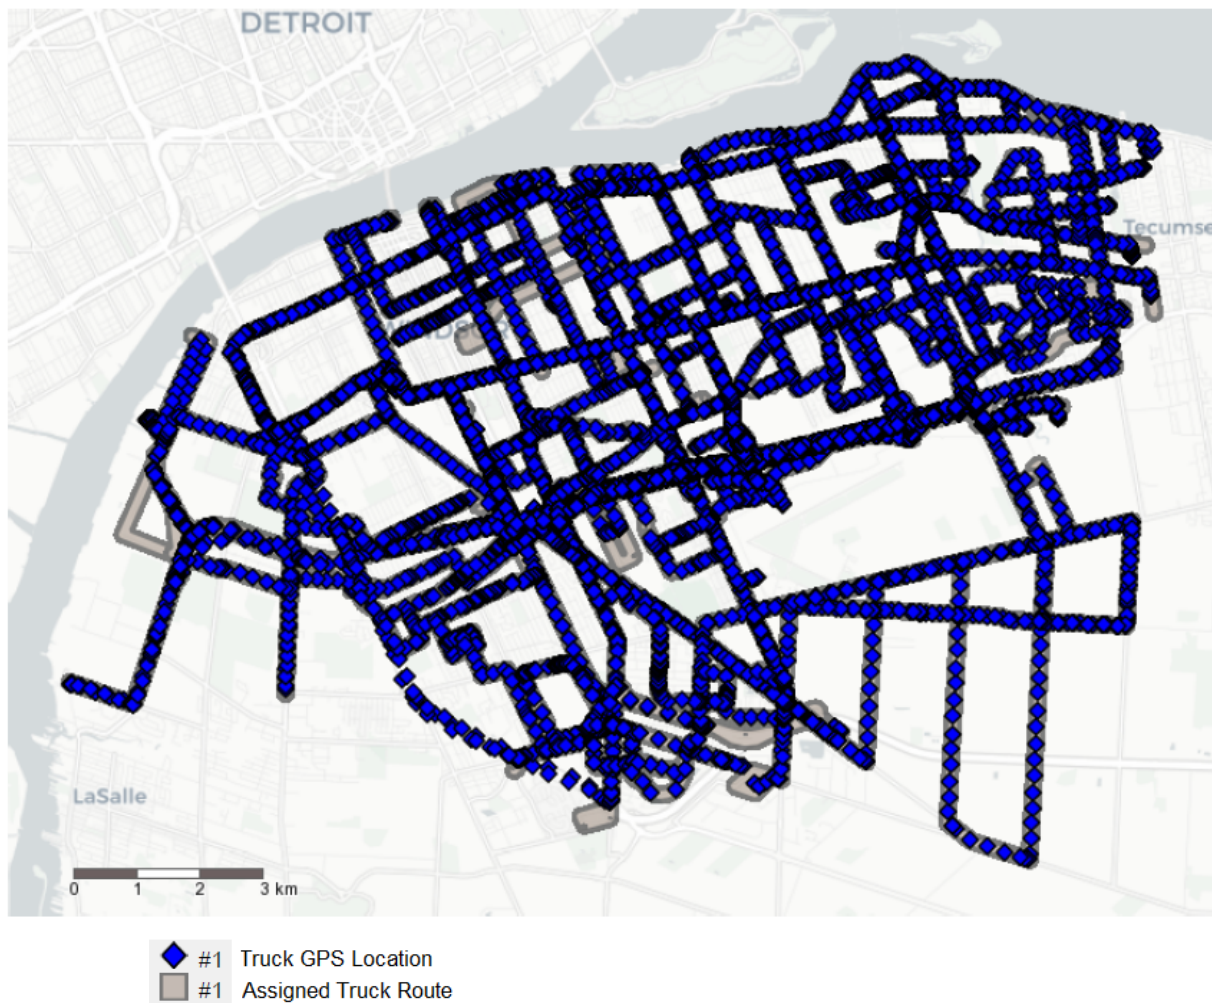 DETROIT
Tecumse
LaSalle
0 1 2 3 km
#1 Truck GPS Location
#1 Assigned Truck Route